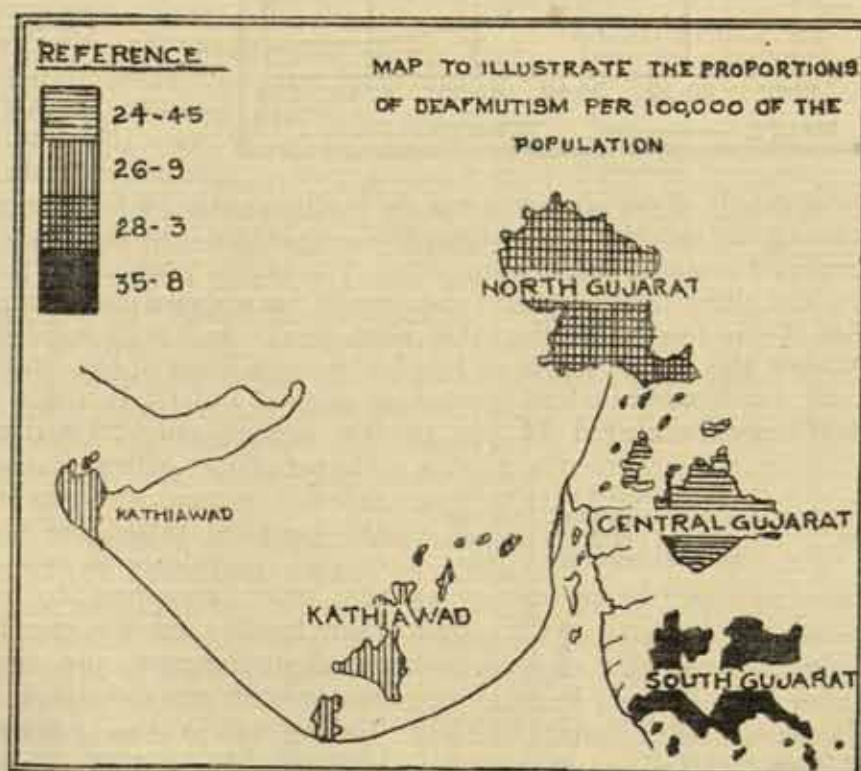 REFERENCE
24-45
26-9
28-3
35-8
MAP TO ILLUSTRATE THE PROPORTIONS
OF DEAFMUTISM PER 100,000 OF THE
POPULATION
NORTH GUJARAT
KATHIAWAD
CENTRAL GUJARAT
KATHIAWAD
SOUTH GUJARAT